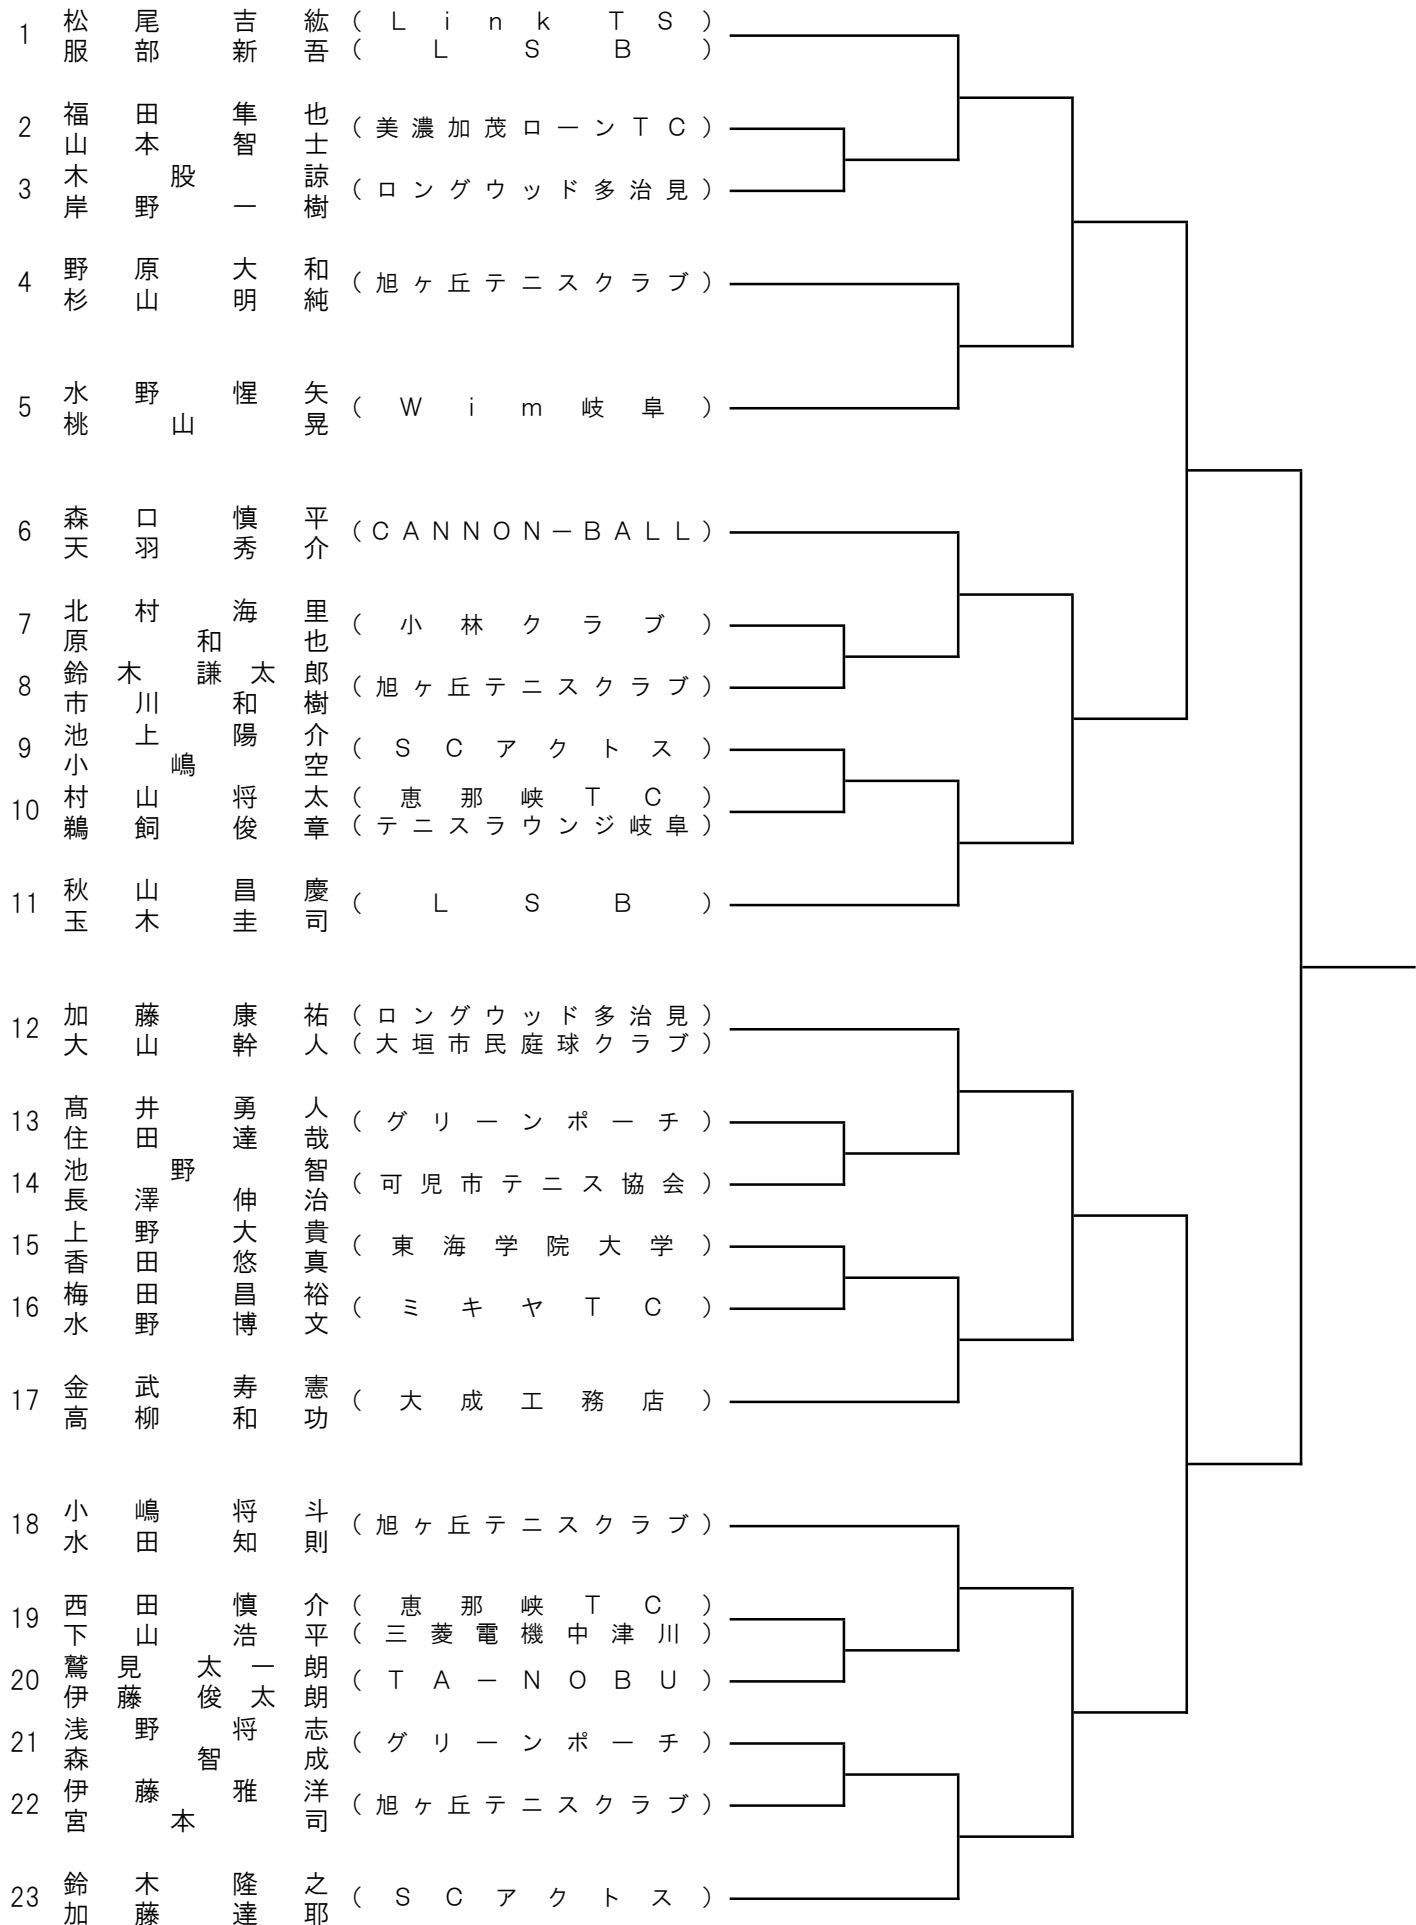 1 松尾 吉紘 (Link TS)
服部 新吾 (LSB)
2 福田 隼也 (美濃加茂ローンTC)
山本 智士
3 木股 諒 (ロングウッド多治見)
岸野 一樹
4 野原 大和 (旭ヶ丘テニスクラブ)
杉山 明純
5 水野 惺矢 (Wim岐阜)
桃山 晃
6 森口 慎平 (CANNON－BALL)
天羽 秀介
7 北村 海里 (小林クラブ)
原 和也
8 鈴木 謙太郎 (旭ヶ丘テニスクラブ)
市川 和樹
9 池上 陽介 (SCアクトス)
小嶋 空
10 村山 将太 (恵那峡TC)
鵜飼 俊章 (テニスラウンジ岐阜)
11 秋山 昌慶 (LSB)
玉木 圭司
12 加藤 康祐 (ロングウッド多治見)
大山 幹人 (大垣市民庭球クラブ)
13 髙井 勇人 (グリーンポーチ)
住田 達哉
14 池野 智 (可児市テニス協会)
長澤 伸治
15 上野 大貴 (東海学院大学)
香田 悠真
16 梅田 昌裕 (ミキヤTC)
水野 博文
17 金武 寿憲 (大成工務店)
高柳 和功
18 小嶋 将斗 (旭ヶ丘テニスクラブ)
水田 知則
19 西田 慎介 (恵那峡TC)
下山 浩平 (三菱電機中津川)
20 鷲見 太一朗 (TA－NOBU)
伊藤 俊太朗
21 浅野 将志 (グリーンポーチ)
森 智成
22 伊藤 雅洋 (旭ヶ丘テニスクラブ)
宮本 司
23 鈴木 隆之 (SCアクトス)
加藤 達耶